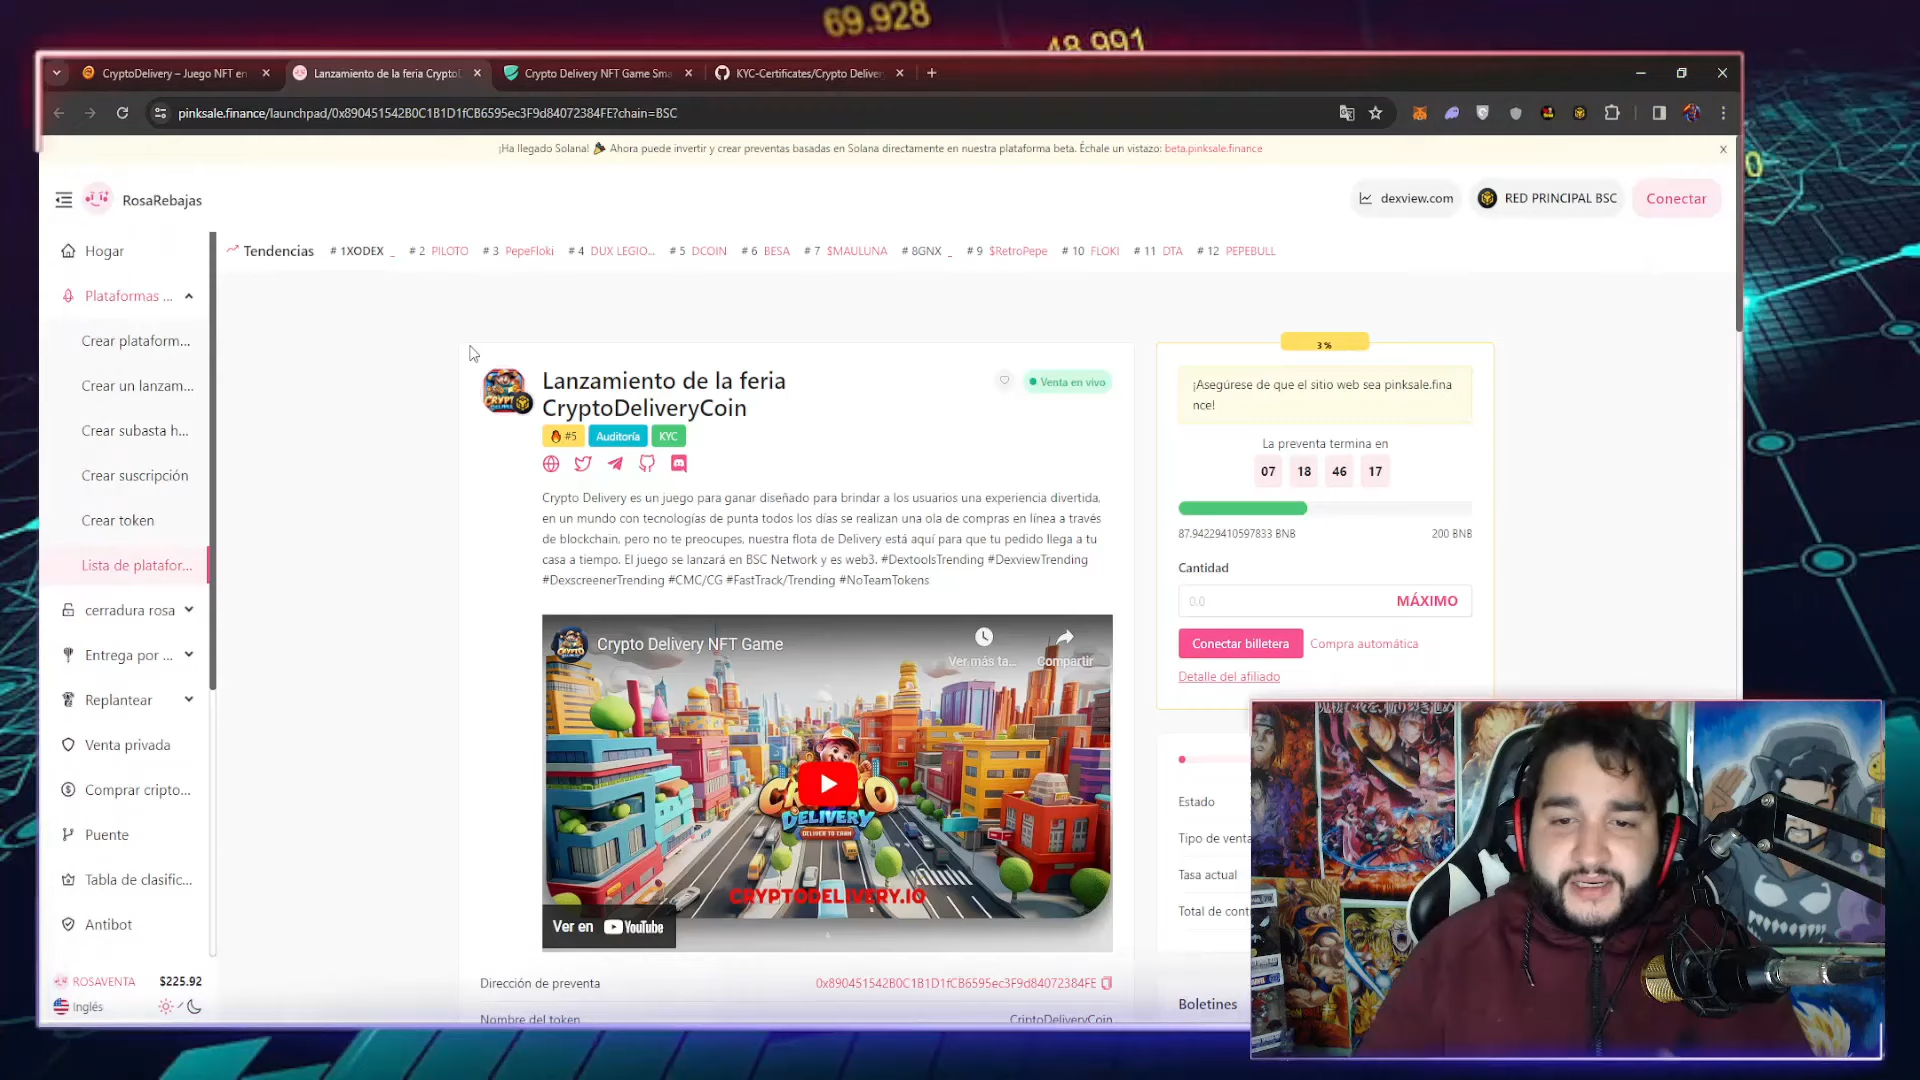 69.928
48.991
CryptoDelivery – Juego NFT en
Lanzamiento de la feria CryptoD
Crypto Delivery NFT Game Sma
KYC-Certificates/Crypto Deliver
pinksale.finance/launchpad/0x890451542B0C1B1D1fCB6595ec3F9d84072384FE?chain=BSC
¡Ha llegado Solana! 🎉 Ahora puede invertir y crear preventas basadas en Solana directamente en nuestra plataforma beta. Échale un vistazo: beta.pinksale.finance
X
RosaRebajas
dexview.com
RED PRINCIPAL BSC
Conectar
Tendencias # 1XODEX _ # 2 PILOTO # 3 PepeFloki # 4 DUX LEGIO... # 5 DCOIN # 6 BESA # 7 $MAULUNA # 8GNX _ # 9 $RetroPepe # 10 FLOKI # 11 DTA # 12 PEPEBULL
Hogar
Plataformas ...
Crear plataform...
Crear un lanzam...
Crear subasta h...
Crear suscripción
Crear token
Lista de platafor...
cerradura rosa
Entrega por ...
Replantear
Venta privada
Comprar cripto...
Puente
Tabla de clasific...
Antibot
ROSAVENTA $225.92
Inglés
Lanzamiento de la feria
CryptoDeliveryCoin
Venta en vivo
#5 Auditoría KYC
Crypto Delivery es un juego para ganar diseñado para brindar a los usuarios una experiencia divertida,
en un mundo con tecnologías de punta todos los días se realizan una ola de compras en línea a través
de blockchain, pero no te preocupes, nuestra flota de Delivery está aquí para que tu pedido llega a tu
casa a tiempo. El juego se lanzará en BSC Network y es web3. #DextoolsTrending #DexviewTrending
#DexscreenerTrending #CMC/CG #FastTrack/Trending #NoTeamTokens
Crypto Delivery NFT Game
Ver más ta...
Compartir
CRYPTO
DELIVERY
DELIVER TO EARN
CRYPTODELIVERY.IO
Ver en YouTube
Dirección de preventa
0x890451542B0C1B1D1fCB6595ec3F9d84072384FE
Nombre del token
CryptoDeliveryCoin
3 %
¡Asegúrese de que el sitio web sea pinksale.fina
nce!
La preventa termina en
07 18 46 17
87.94229410597833 BNB
200 BNB
Cantidad
0.0
MÁXIMO
Conectar billetera
Compra automática
Detalle del afiliado
Estado
Tipo de venta
Tasa actual
Total de cont
Boletines